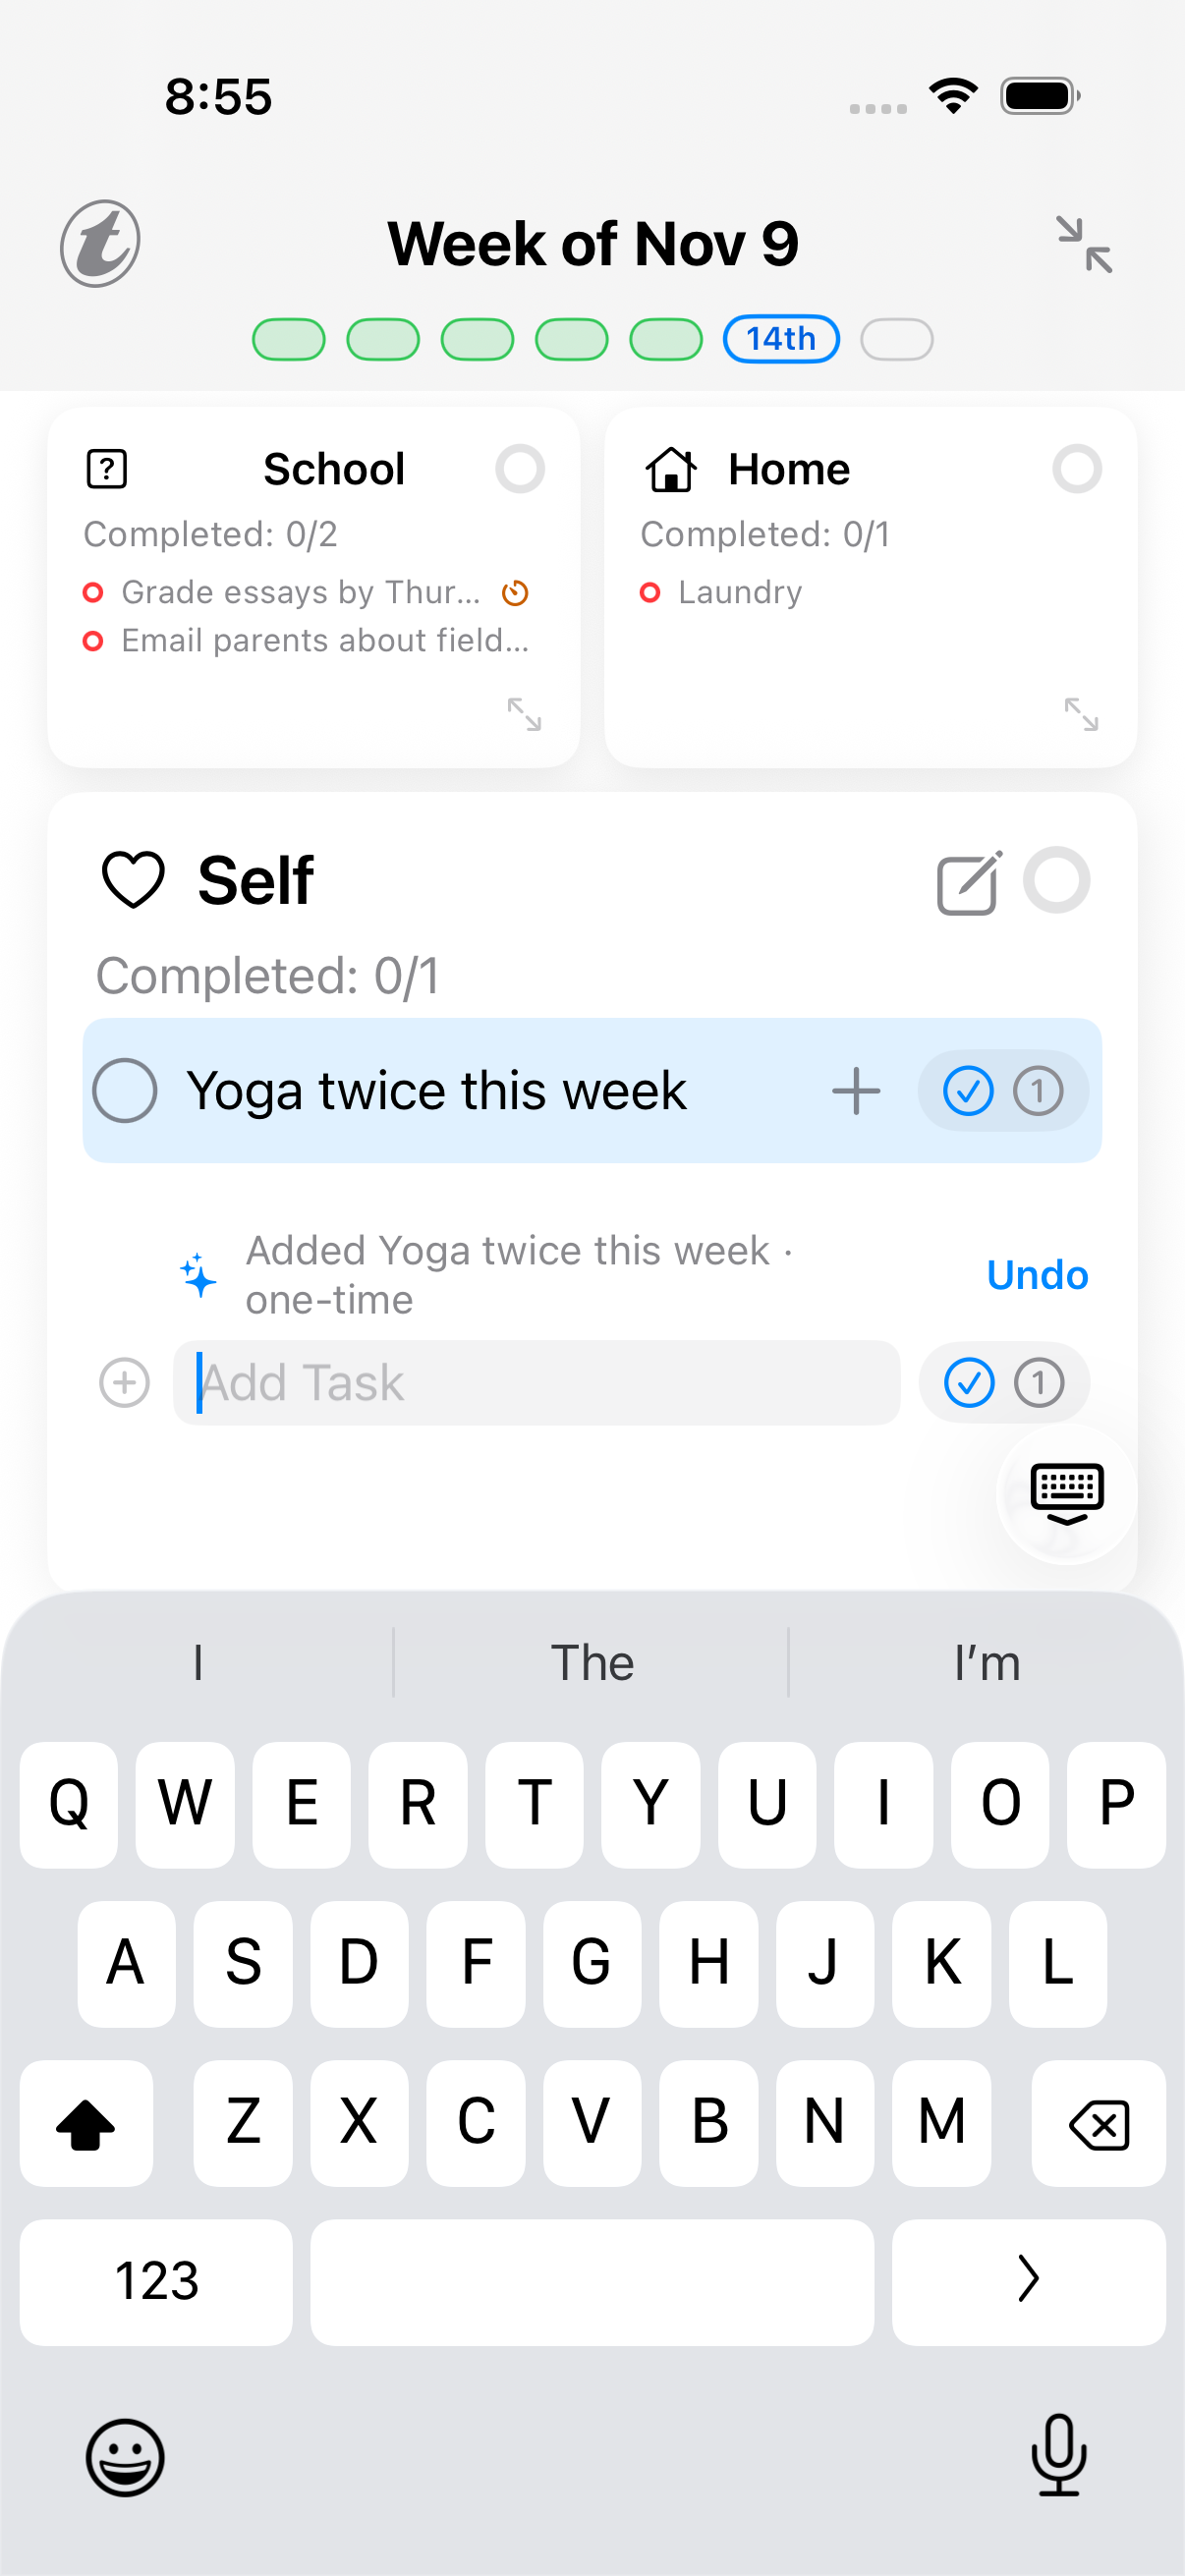 8:55
t
Week of Nov 9
14th
? School
Completed: 0/2
Grade essays by Thur...
Email parents about field...
Home
Completed: 0/1
Laundry
Self
Completed: 0/1
Yoga twice this week
1
Added Yoga twice this week ·
one-time
Undo
Add Task
1
I The I’m
Q W E R T Y U I O P
A S D F G H J K L
Z X C V B N M
123